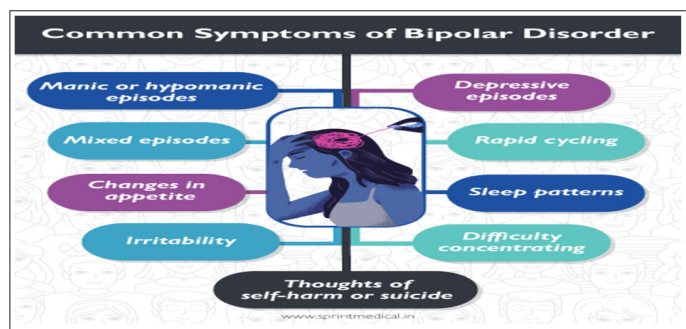 Common Symptoms of Bipolar Disorder
Manic or hypomanic
episodes
Depressive
episodes
Mixed episodes
Rapid cycling
Changes in
appetite
Sleep patterns
Irritability
Difficulty
concentrating
Thoughts of
self-harm or suicide
www.sprintmedical.in